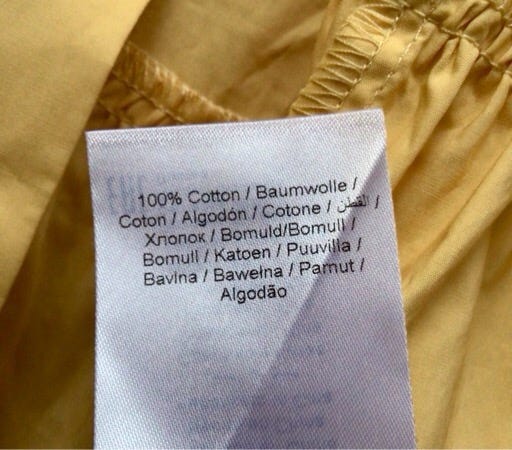 100% Cotton / Baumwolle /
Coton / Algodón / Cotone / القطن /
Хлопок / Bomuld/Bomull /
Bomull / Katoen / Puuvilla /
Bavlna / Bawełna / Pamut /
Algodão